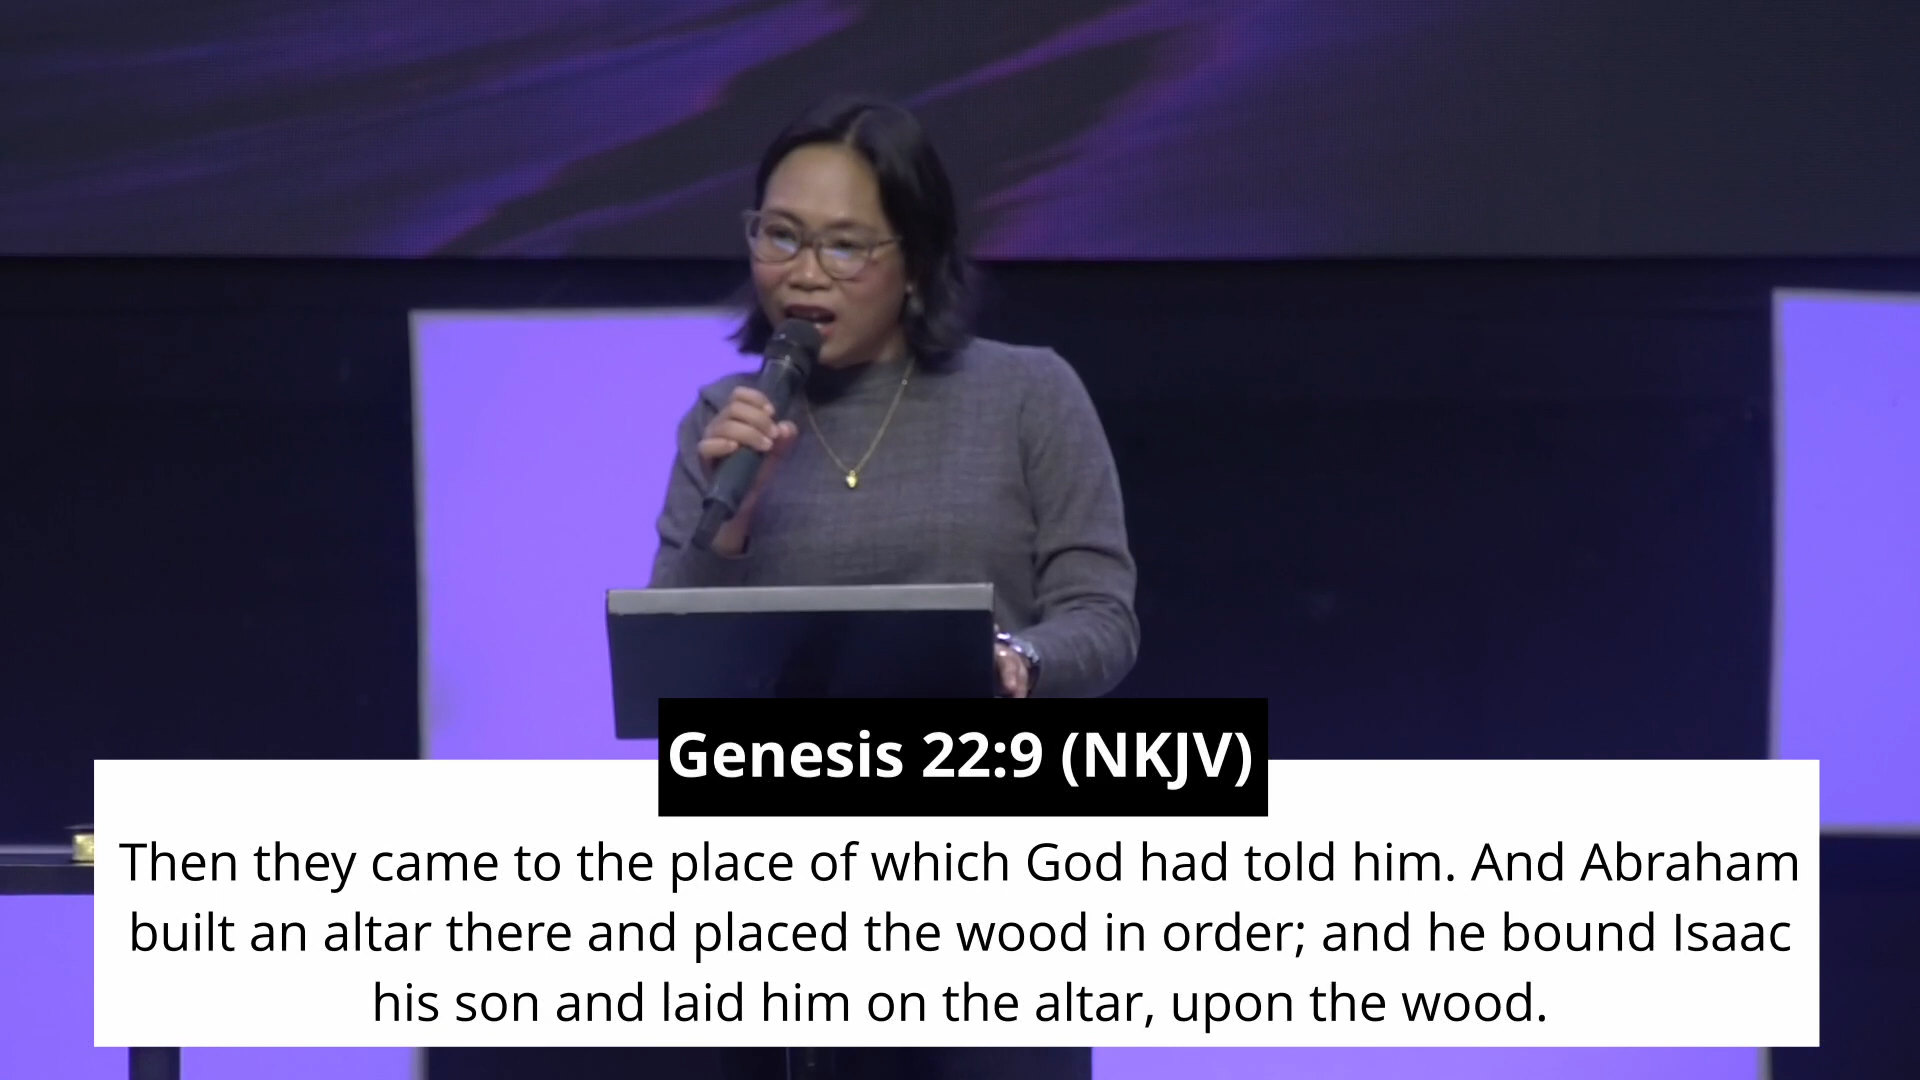 Genesis 22:9 (NKJV)
Then they came to the place of which God had told him. And Abraham
built an altar there and placed the wood in order; and he bound Isaac
his son and laid him on the altar, upon the wood.